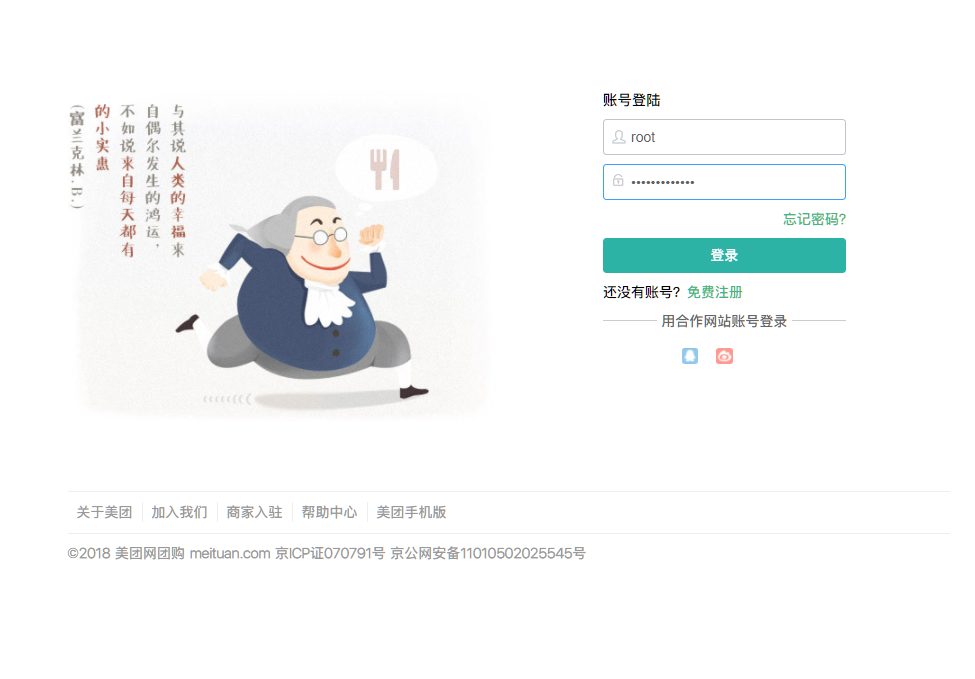 与其说人类的幸福来
自偶尔发生的鸿运，
不如说来自每天都有
的小实惠
(富兰克林.B.)
账号登陆
root
•••••••••••••
忘记密码?
登录
还没有账号？ 免费注册
用合作网站账号登录
关于美团 加入我们 商家入驻 帮助中心 美团手机版
©2018 美团网团购 meituan.com 京ICP证070791号 京公网安备11010502025545号